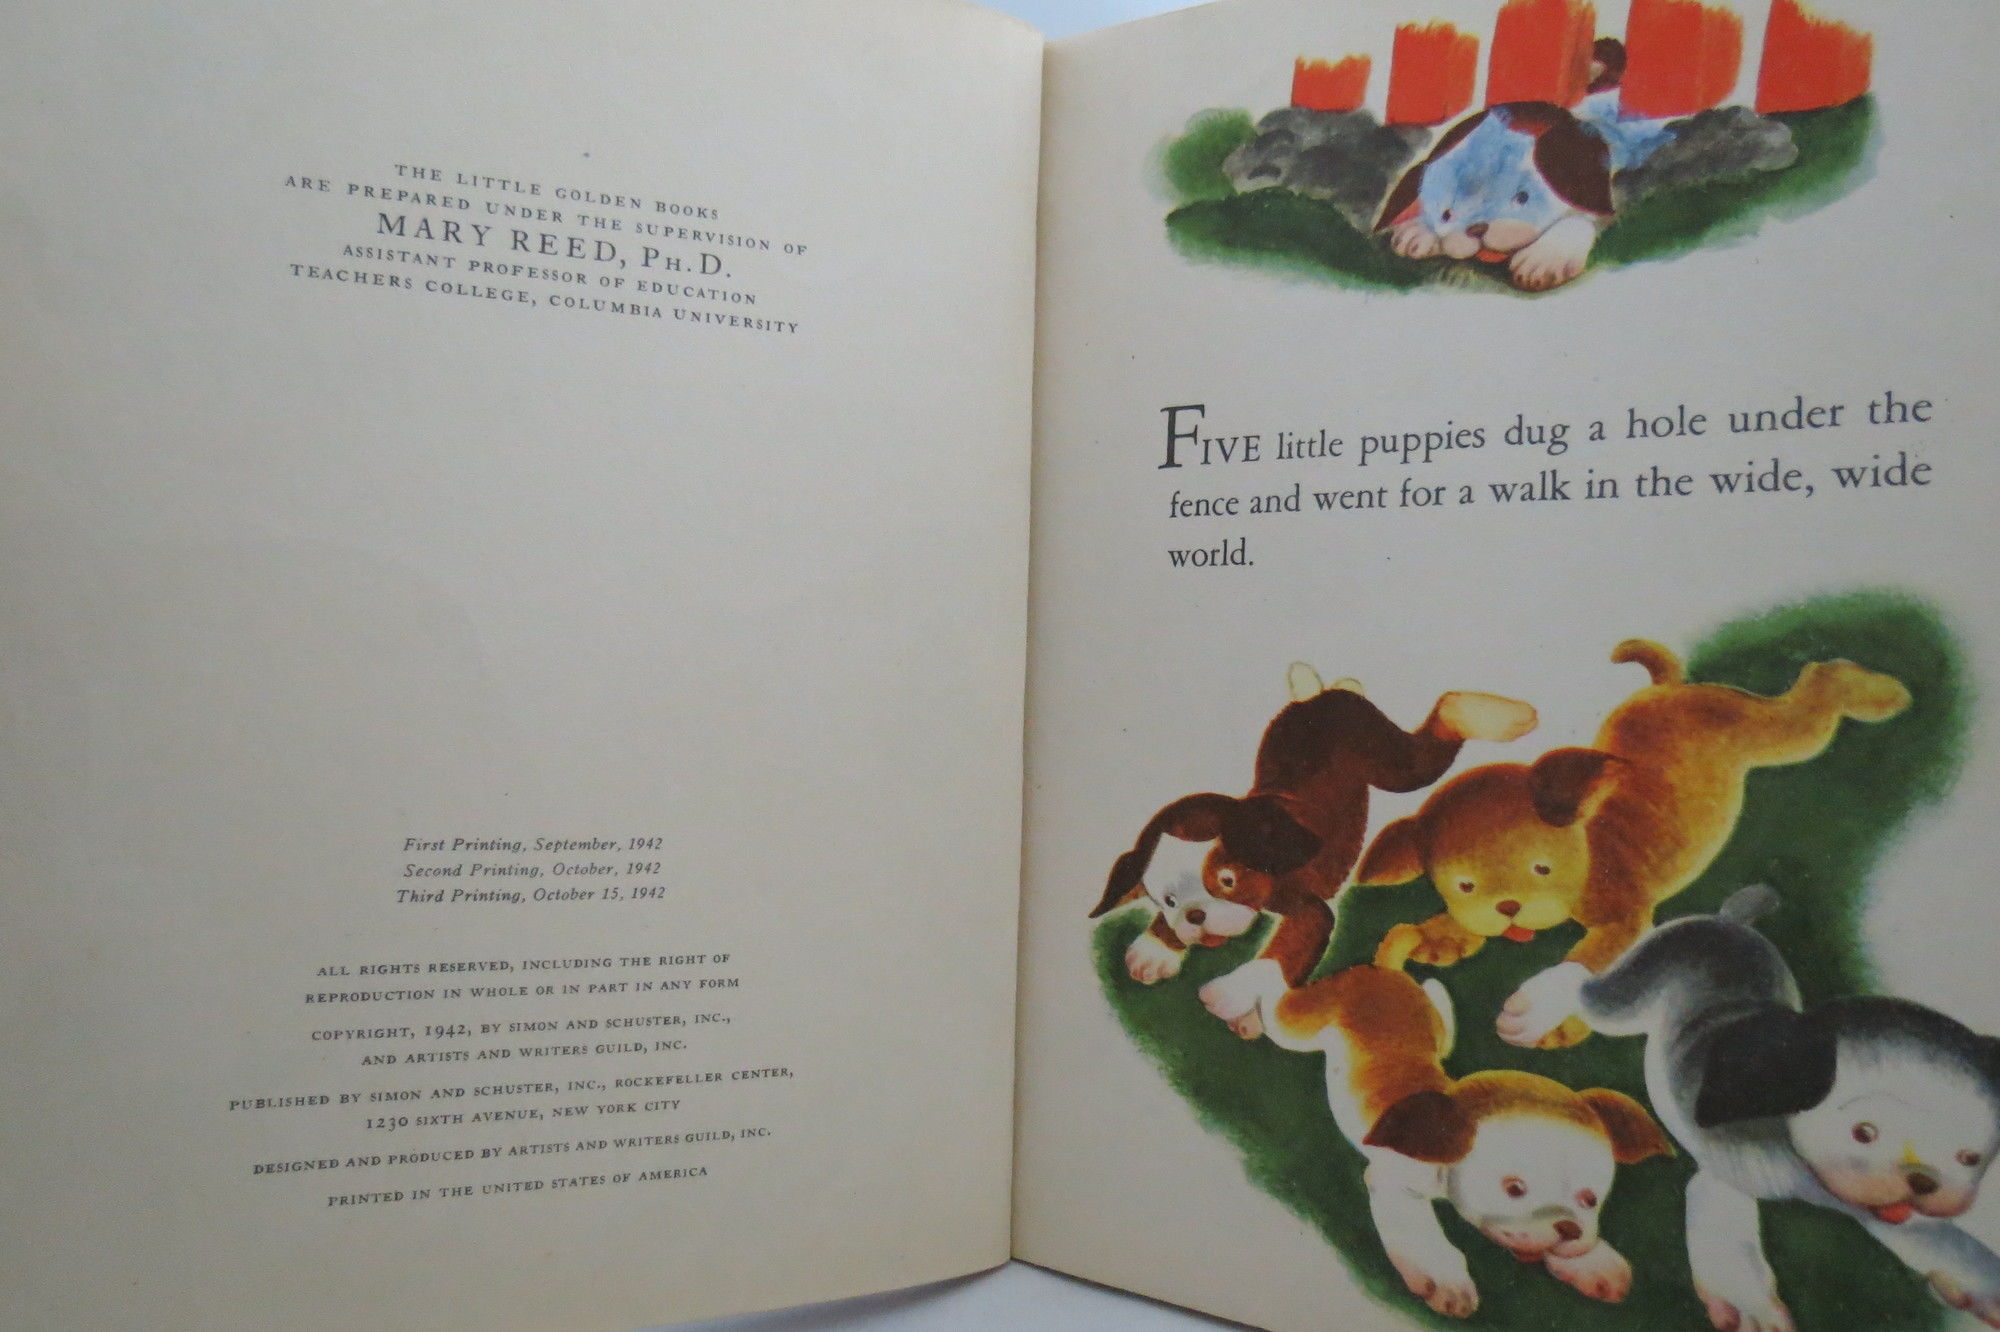 THE LITTLE GOLDEN BOOKS
ARE PREPARED UNDER THE SUPERVISION OF
MARY REED, PH.D.
ASSISTANT PROFESSOR OF EDUCATION
TEACHERS COLLEGE, COLUMBIA UNIVERSITY
First Printing, September, 1942
Second Printing, October, 1942
Third Printing, October 15, 1942
ALL RIGHTS RESERVED, INCLUDING THE RIGHT OF
REPRODUCTION IN WHOLE OR IN PART IN ANY FORM
COPYRIGHT, 1942, BY SIMON AND SCHUSTER, INC.,
AND ARTISTS AND WRITERS GUILD, INC.
PUBLISHED BY SIMON AND SCHUSTER, INC., ROCKEFELLER CENTER,
1230 SIXTH AVENUE, NEW YORK CITY
DESIGNED AND PRODUCED BY ARTISTS AND WRITERS GUILD, INC.
PRINTED IN THE UNITED STATES OF AMERICA
FIVE little puppies dug a hole under the
fence and went for a walk in the wide, wide
world.